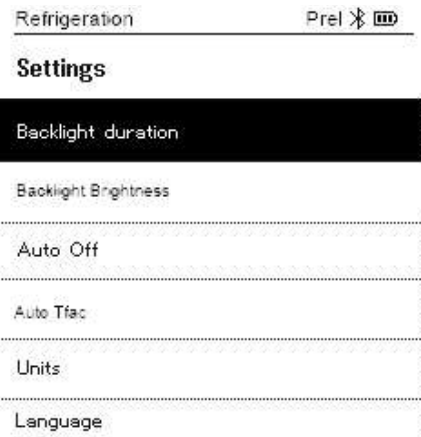 Refrigeration Prel
Settings
Backlight duration
Backlight Brightness
Auto Off
Auto Tfac
Units
Language